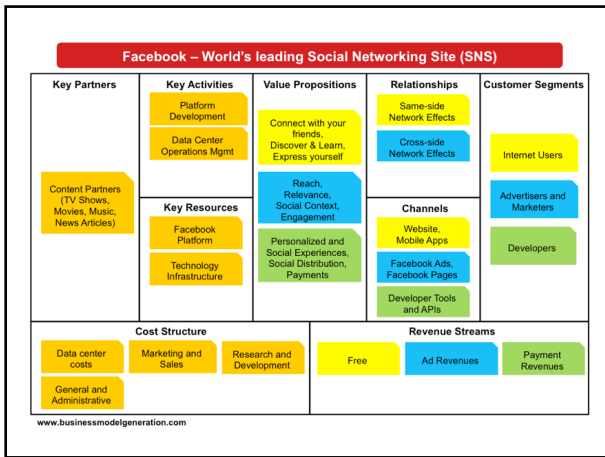 Facebook – World's leading Social Networking Site (SNS)
Key Partners
Content Partners
(TV Shows,
Movies, Music,
News Articles)
Key Activities
Platform
Development
Data Center
Operations Mgmt
Key Resources
Facebook
Platform
Technology
Infrastructure
Value Propositions
Connect with your
friends,
Discover & Learn,
Express yourself
Reach,
Relevance,
Social Context,
Engagement
Personalized and
Social Experiences,
Social Distribution,
Payments
Relationships
Same-side
Network Effects
Cross-side
Network Effects
Channels
Website,
Mobile Apps
Facebook Ads,
Facebook Pages
Developer Tools
and APIs
Customer Segments
Internet Users
Advertisers and
Marketers
Developers
Cost Structure
Data center
costs
Marketing and
Sales
Research and
Development
General and
Administrative
Revenue Streams
Free
Ad Revenues
Payment
Revenues
www.businessmodelgeneration.com